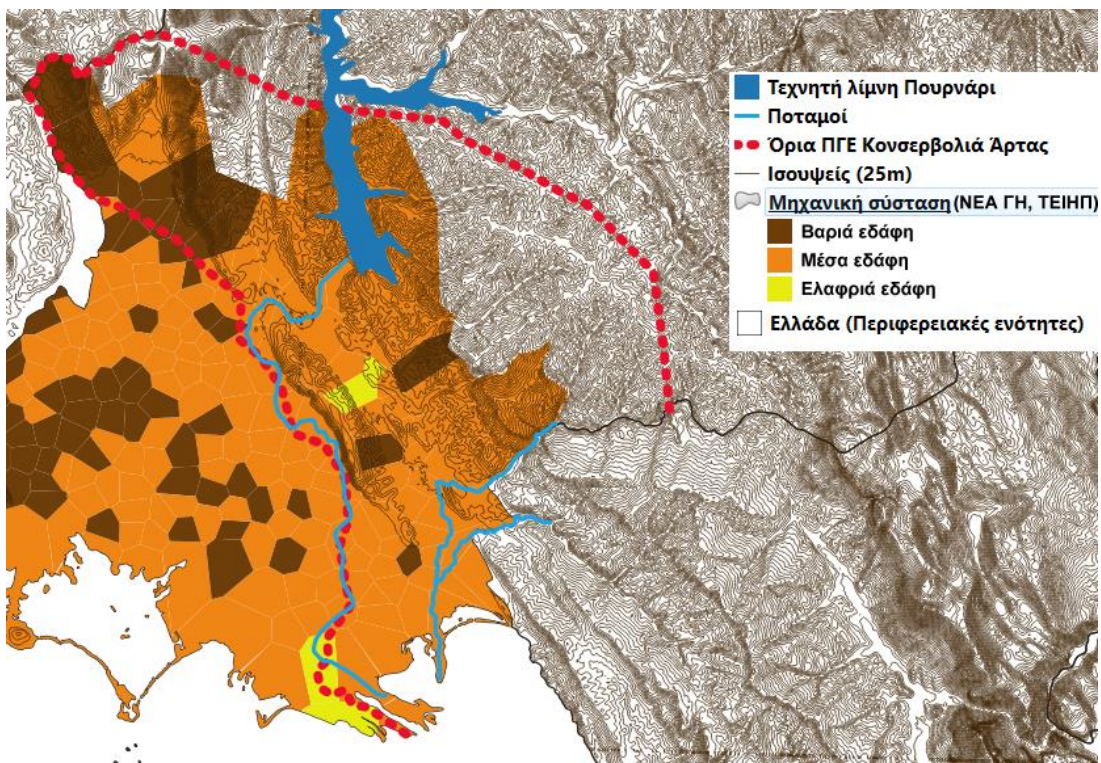 Τεχνητή λίμνη Πουρνάρι
Ποταμοί
Όρια ΠΓΕ Κονσερβολιά Άρτας
Ισουψείς (25m)
Μηχανική σύσταση (ΝΕΑ ΓΗ, ΤΕΙΗΠ)
Βαριά εδάφη
Μέσα εδάφη
Ελαφριά εδάφη
Ελλάδα (Περιφερειακές ενότητες)